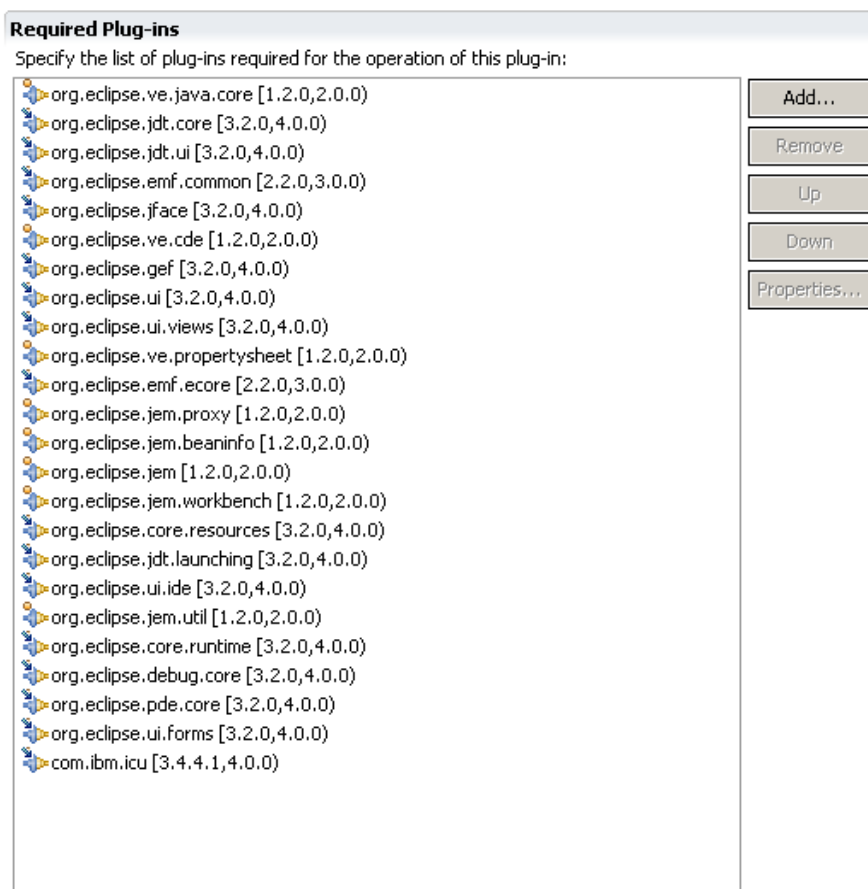 Required Plug-ins
Specify the list of plug-ins required for the operation of this plug-in:
org.eclipse.ve.java.core [1.2.0,2.0.0)
org.eclipse.jdt.core [3.2.0,4.0.0)
org.eclipse.jdt.ui [3.2.0,4.0.0)
org.eclipse.emf.common [2.2.0,3.0.0)
org.eclipse.jface [3.2.0,4.0.0)
org.eclipse.ve.cde [1.2.0,2.0.0)
org.eclipse.gef [3.2.0,4.0.0)
org.eclipse.ui [3.2.0,4.0.0)
org.eclipse.ui.views [3.2.0,4.0.0)
org.eclipse.ve.propertysheet [1.2.0,2.0.0)
org.eclipse.emf.ecore [2.2.0,3.0.0)
org.eclipse.jem.proxy [1.2.0,2.0.0)
org.eclipse.jem.beaninfo [1.2.0,2.0.0)
org.eclipse.jem [1.2.0,2.0.0)
org.eclipse.jem.workbench [1.2.0,2.0.0)
org.eclipse.core.resources [3.2.0,4.0.0)
org.eclipse.jdt.launching [3.2.0,4.0.0)
org.eclipse.ui.ide [3.2.0,4.0.0)
org.eclipse.jem.util [1.2.0,2.0.0)
org.eclipse.core.runtime [3.2.0,4.0.0)
org.eclipse.debug.core [3.2.0,4.0.0)
org.eclipse.pde.core [3.2.0,4.0.0)
org.eclipse.ui.forms [3.2.0,4.0.0)
com.ibm.icu [3.4.4.1,4.0.0)
Add...
Remove
Up
Down
Properties...